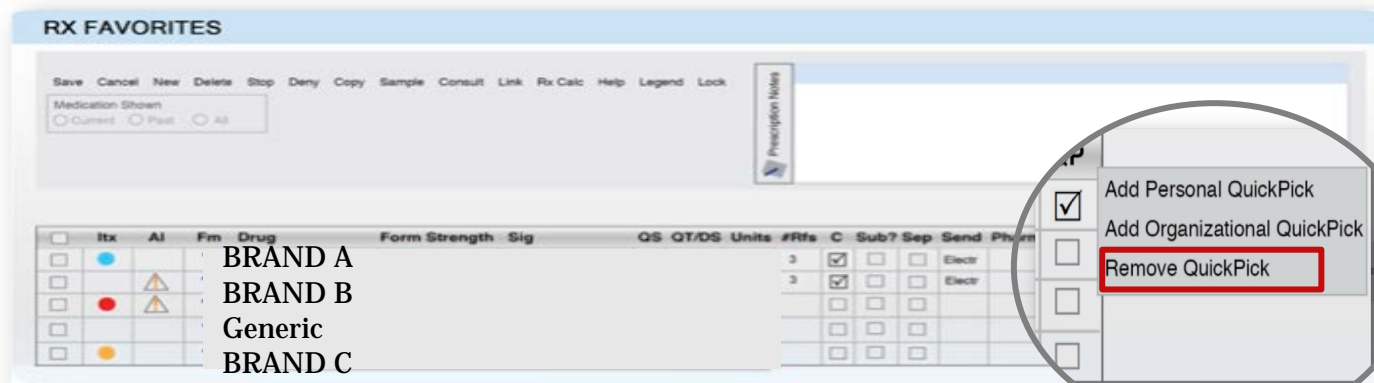 RX FAVORITES
Save Cancel New Delete Stop Deny Copy Sample Consult Link Rx Calc Help Legend Lock
Medication Shown
Current Past All
Prescription Notes
Add Personal QuickPick
Add Organizational QuickPick
Remove QuickPick
Itx AI Fm Drug Form Strength Sig QS QT/DS Units #Rfs C Sub? Sep Send
BRAND A 3 Electr
BRAND B 3 Electr
Generic
BRAND C